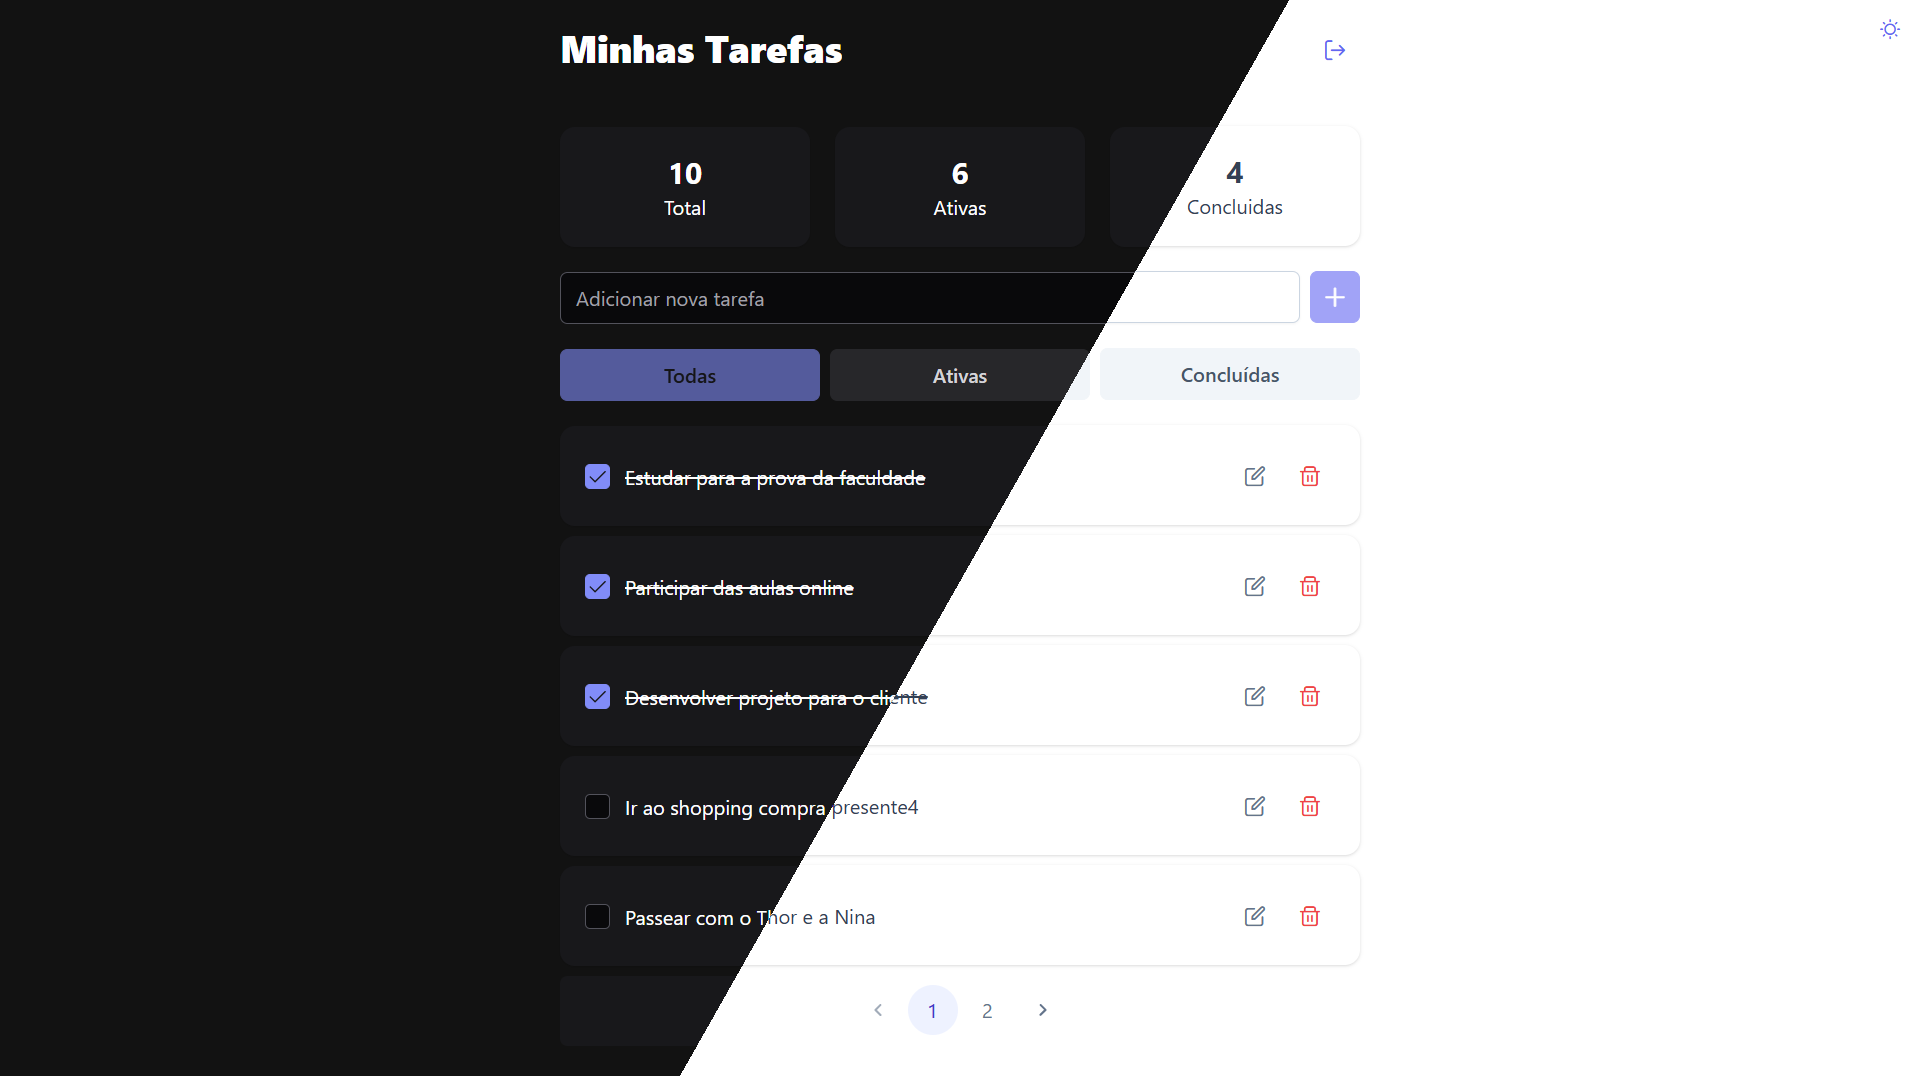 Minhas Tarefas
10
Total
6
Ativas
4
Concluidas
Adicionar nova tarefa
Todas
Ativas
Concluídas
Estudar para a prova da faculdade
Participar das aulas online
Desenvolver projeto para o cliente
Ir ao shopping compra presente4
Passear com o Thor e a Nina
1 2